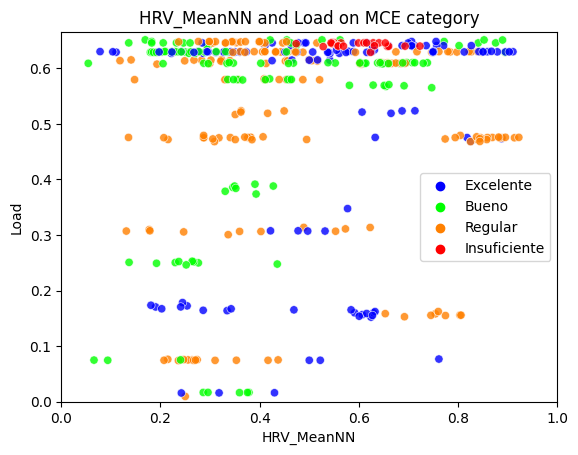 HRV_MeanNN and Load on MCE category
0.6
0.5
0.4
0.3
0.2
0.1
0.0
Load
Excelente
Bueno
Regular
Insuficiente
0.0 0.2 0.4 0.6 0.8 1.0
HRV_MeanNN